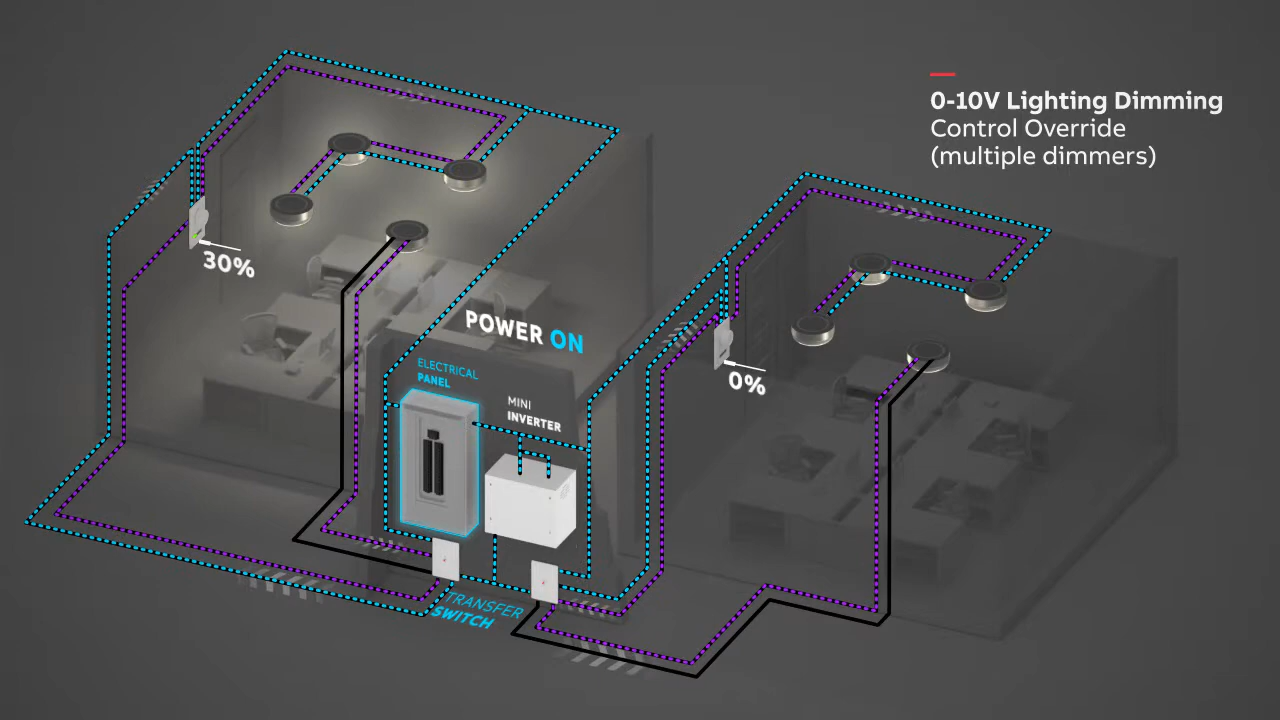 0-10V Lighting Dimming
Control Override
(multiple dimmers)
30%
POWER ON
ELECTRICAL
PANEL
MINI
INVERTER
0%
TRANSFER
SWITCH